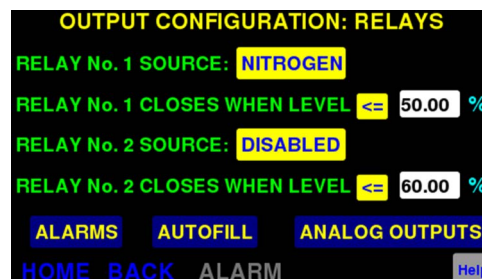 OUTPUT CONFIGURATION: RELAYS
RELAY No. 1 SOURCE: NITROGEN
RELAY No. 1 CLOSES WHEN LEVEL <= 50.00 %
RELAY No. 2 SOURCE: DISABLED
RELAY No. 2 CLOSES WHEN LEVEL <= 60.00 %
ALARMS AUTOFILL ANALOG OUTPUTS
HOME BACK ALARM Help